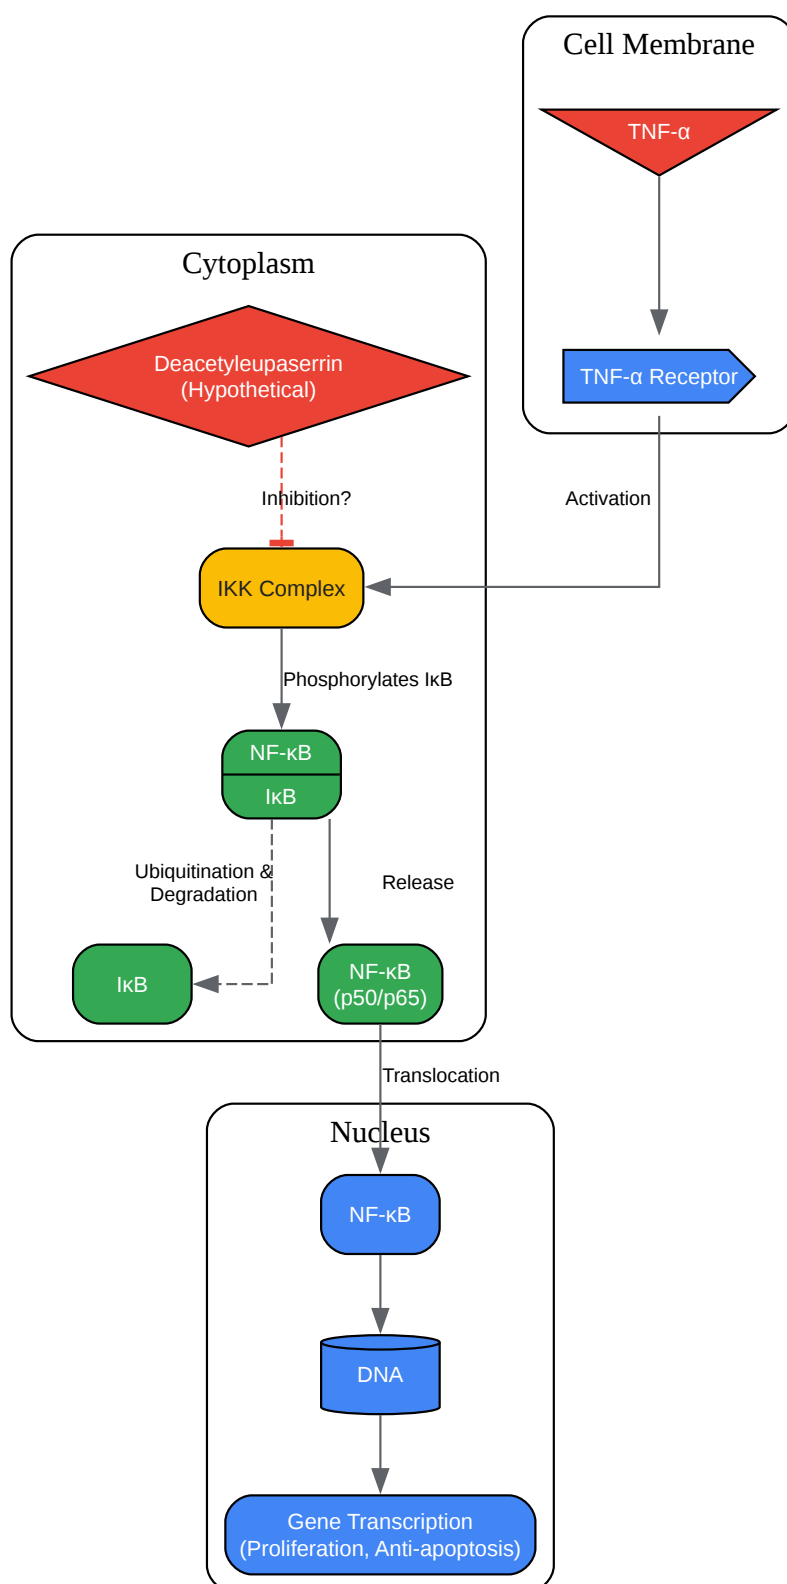 Cell Membrane
TNF-α
TNF-α Receptor
Activation
Cytoplasm
Deacetyleupaserrin
(Hypothetical)
Inhibition?
IKK Complex
Phosphorylates IκB
NF-κB
IκB
Ubiquitination &
Degradation
Release
IκB
NF-κB
(p50/p65)
Translocation
Nucleus
NF-κB
DNA
Gene Transcription
(Proliferation, Anti-apoptosis)